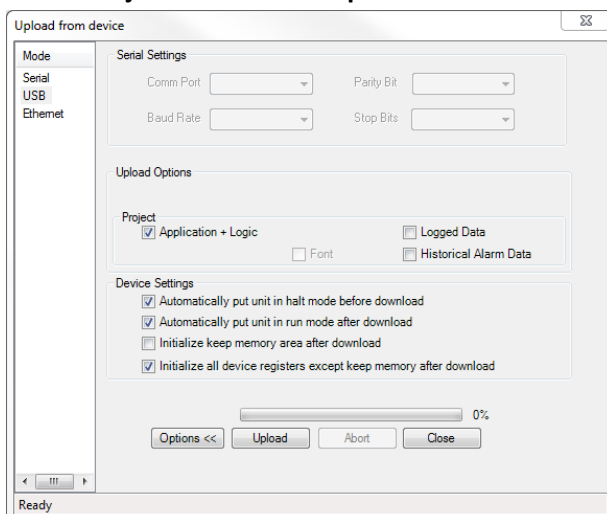 Upload from device
Mode
Serial
USB
Ethernet
Serial Settings
Comm Port
Parity Bit
Baud Rate
Stop Bits
Upload Options
Project
Application + Logic
Logged Data
Font
Historical Alarm Data
Device Settings
Automatically put unit in halt mode before download
Automatically put unit in run mode after download
Initialize keep memory area after download
Initialize all device registers except keep memory after download
0%
Options << Upload Abort Close
Ready